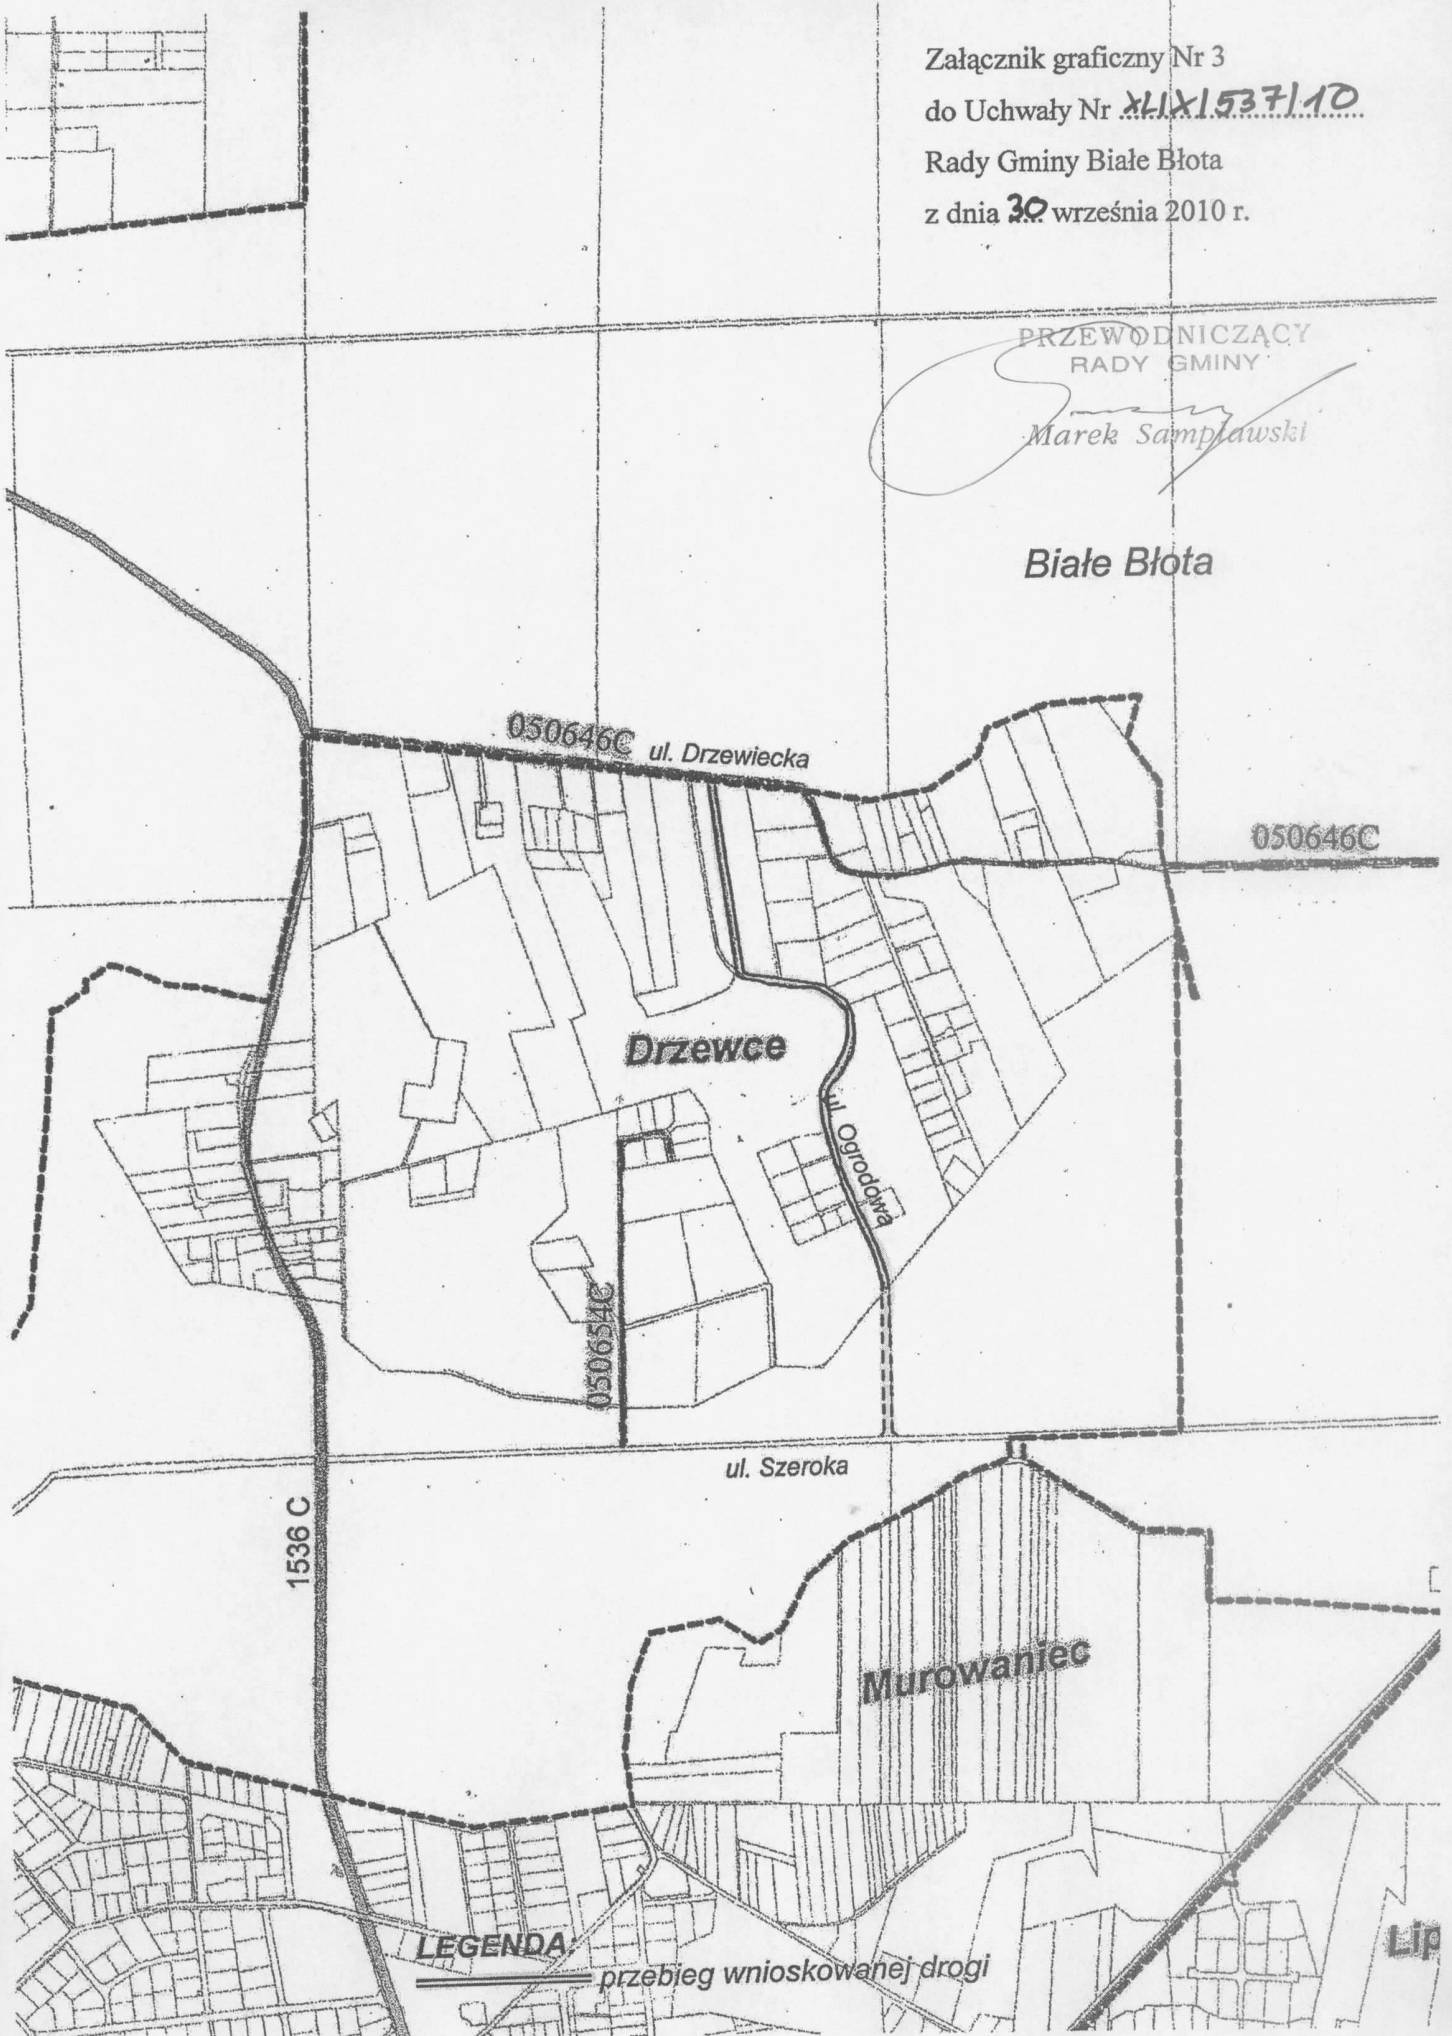 Załącznik graficzny Nr 3
do Uchwały Nr XLIX/537/10
Rady Gminy Białe Błota
z dnia 30 września 2010 r.
PRZEWODNICZĄCY
RADY GMINY
Marek Sampławski
Białe Błota
050646C ul. Drzewiecka
050646C
Drzewce
ul. Ogrodowa
050654C
ul. Szeroka
1536 C
Murowaniec
Lip
LEGENDA:
przebieg wnioskowanej drogi